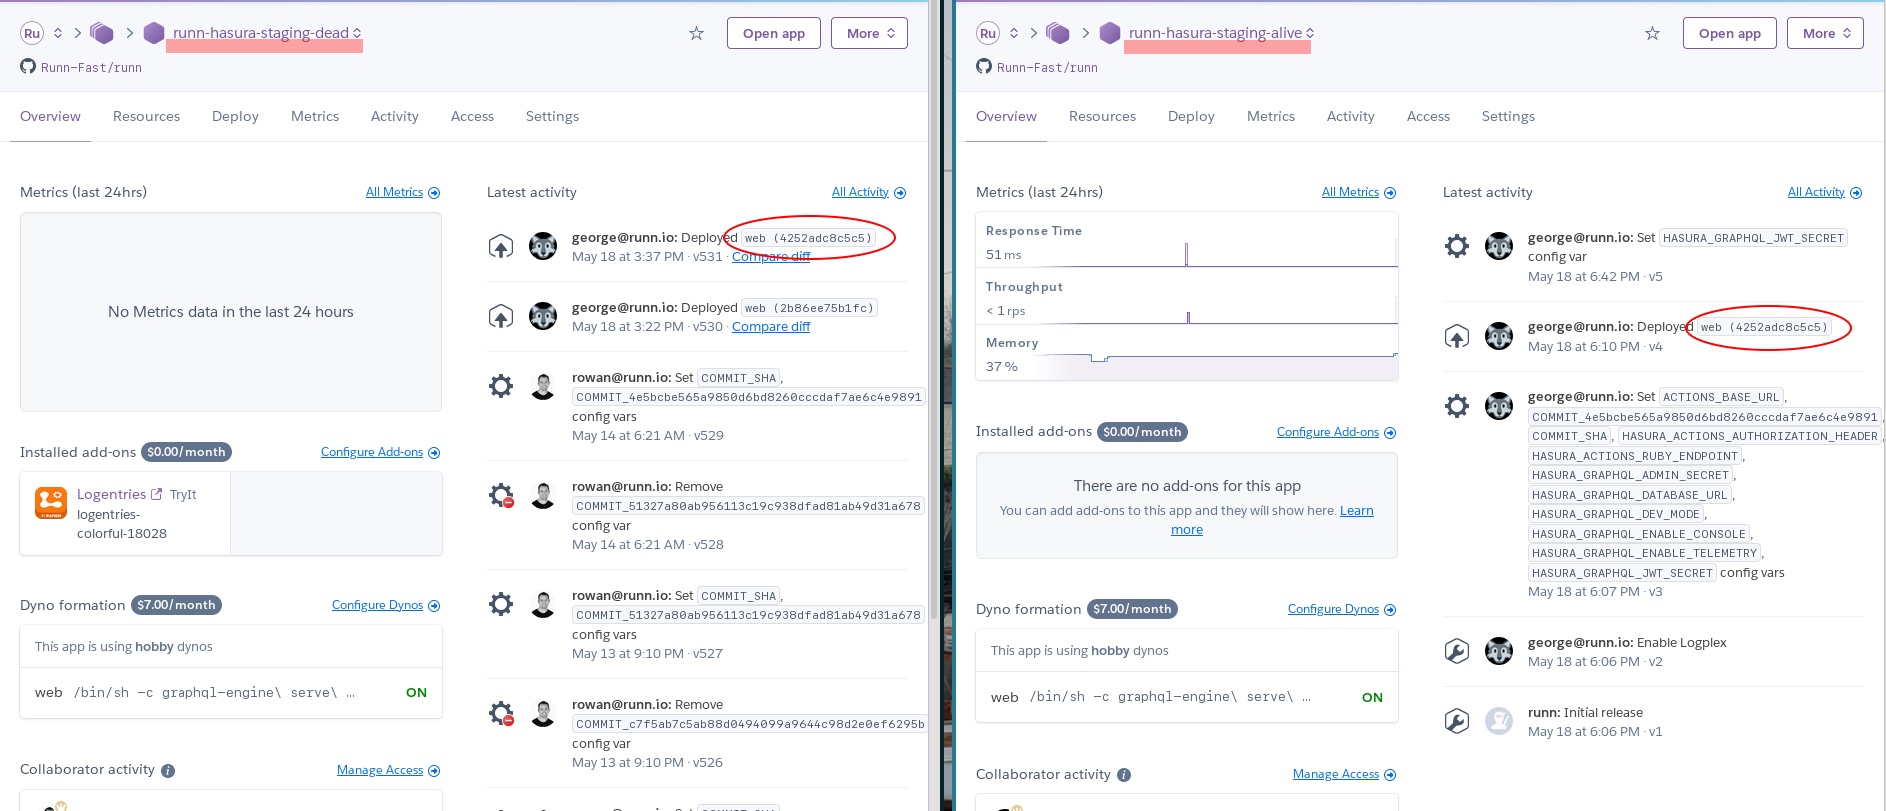 Ru
runn-hasura-staging-dead
Open app
More
Runn-Fast/runn
Overview
Resources
Deploy
Metrics
Activity
Access
Settings
Metrics (last 24hrs)
All Metrics
No Metrics data in the last 24 hours
Installed add-ons $0.00/month
Configure Add-ons
Logentries TryIt
logentries-
colorful-18028
Dyno formation $7.00/month
Configure Dynos
This app is using hobby dynos
web /bin/sh -c graphql-engine\ serve\ …
ON
Collaborator activity
Manage Access
Latest activity
All Activity
george@runn.io: Deployed web (4252adc8c5c5)
May 18 at 3:37 PM · v531 · Compare diff
george@runn.io: Deployed web (2b86ee75b1fc)
May 18 at 3:22 PM · v530 · Compare diff
rowan@runn.io: Set COMMIT_SHA,
COMMIT_4e5bcbe565a9850d6bd8260cccdaf7ae6c4e9891
config vars
May 14 at 6:21 AM · v529
rowan@runn.io: Remove
COMMIT_51327a80ab956113c19c938dfad81ab49d31a678
config var
May 14 at 6:21 AM · v528
rowan@runn.io: Set COMMIT_SHA,
COMMIT_51327a80ab956113c19c938dfad81ab49d31a678
config vars
May 13 at 9:10 PM · v527
rowan@runn.io: Remove
COMMIT_c7f5ab7c5ab88d0494099a9644c98d2e0ef6295b
config var
May 13 at 9:10 PM · v526
Ru
runn-hasura-staging-alive
Open app
More
Runn-Fast/runn
Overview
Resources
Deploy
Metrics
Activity
Access
Settings
Metrics (last 24hrs)
All Metrics
Response Time
51 ms
Throughput
< 1 rps
Memory
37 %
Installed add-ons $0.00/month
Configure Add-ons
There are no add-ons for this app
You can add add-ons to this app and they will show here. Learn
more
Dyno formation $7.00/month
Configure Dynos
This app is using hobby dynos
web /bin/sh -c graphql-engine\ serve\ …
ON
Collaborator activity
Manage Access
Latest activity
All Activity
george@runn.io: Set HASURA_GRAPHQL_JWT_SECRET
config var
May 18 at 6:42 PM · v5
george@runn.io: Deployed web (4252adc8c5c5)
May 18 at 6:10 PM · v4
george@runn.io: Set ACTIONS_BASE_URL,
COMMIT_4e5bcbe565a9850d6bd8260cccdaf7ae6c4e9891,
COMMIT_SHA, HASURA_ACTIONS_AUTHORIZATION_HEADER,
HASURA_ACTIONS_RUBY_ENDPOINT,
HASURA_GRAPHQL_ADMIN_SECRET,
HASURA_GRAPHQL_DATABASE_URL,
HASURA_GRAPHQL_DEV_MODE,
HASURA_GRAPHQL_ENABLE_CONSOLE,
HASURA_GRAPHQL_ENABLE_TELEMETRY,
HASURA_GRAPHQL_JWT_SECRET config vars
May 18 at 6:07 PM · v3
george@runn.io: Enable Logplex
May 18 at 6:06 PM · v2
runn: Initial release
May 18 at 6:06 PM · v1